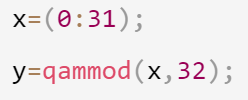 x=(0:31);
y=qammod(x,32);